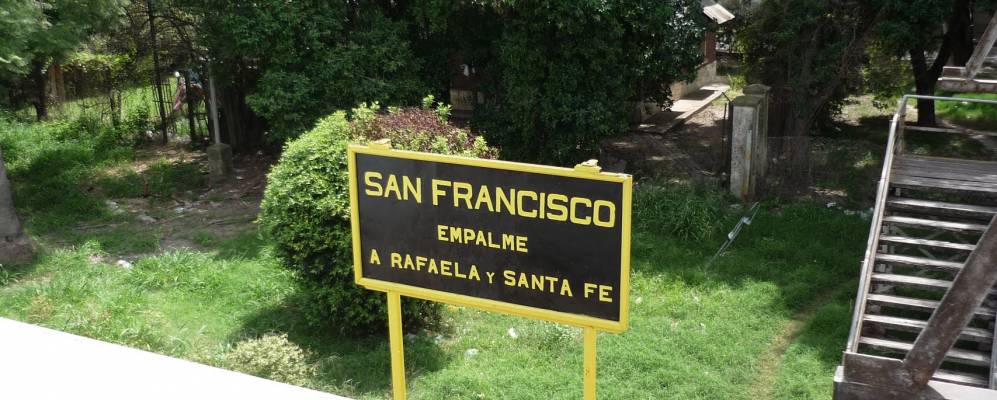 SAN FRANCISCO
EMPALME
A RAFAELA Y SANTA FE